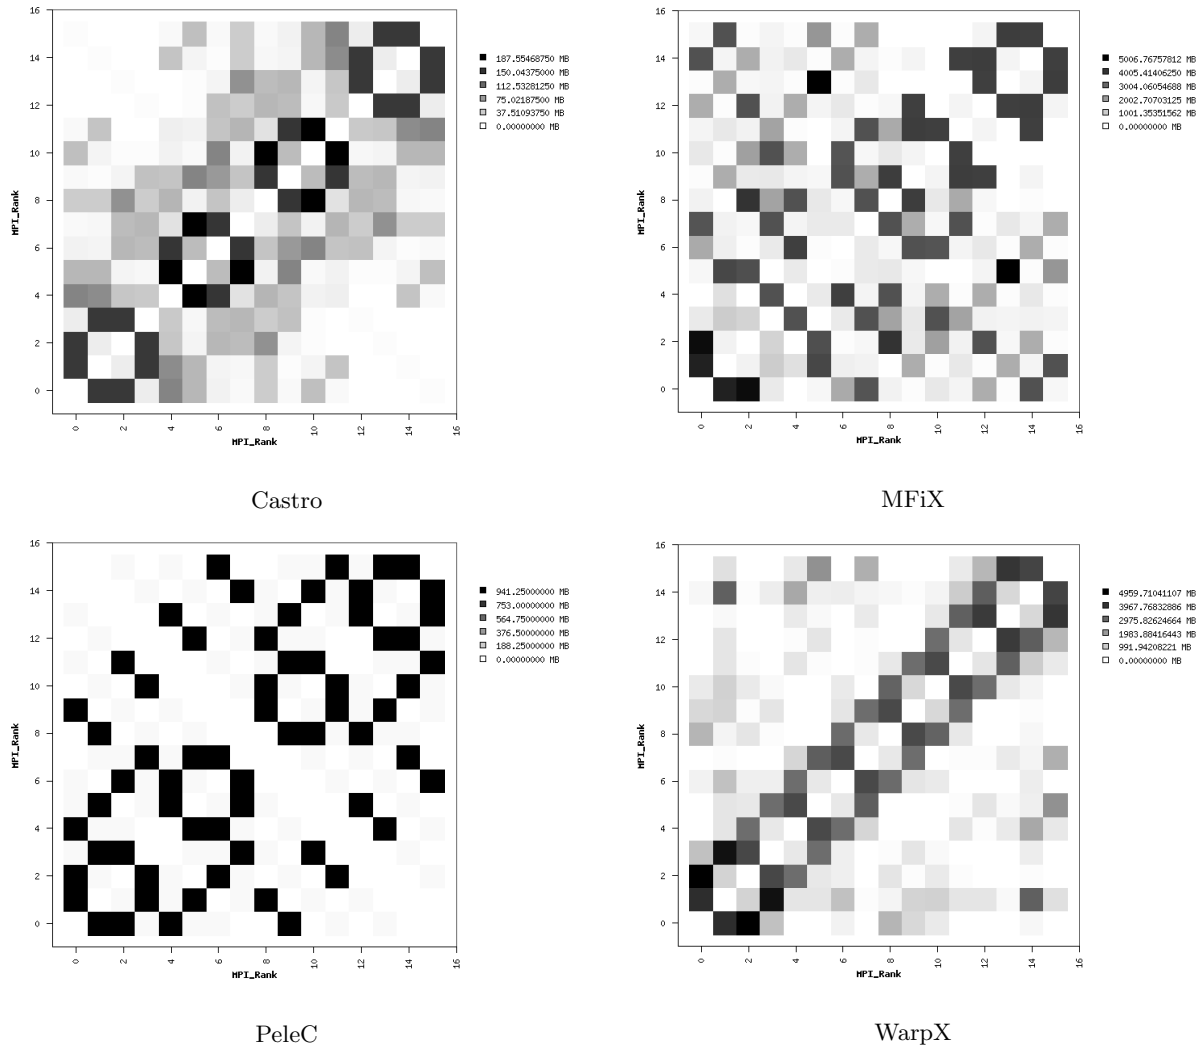 16
14
12
10
8
6
4
2
0
MPI_Rank
0 2 4 6 8 10 12 14 16
MPI_Rank
187.55468750 MB
150.04375000 MB
112.53281250 MB
75.02187500 MB
37.51093750 MB
0.00000000 MB
Castro
16
14
12
10
8
6
4
2
0
MPI_Rank
0 2 4 6 8 10 12 14 16
MPI_Rank
5006.76757812 MB
4005.41406250 MB
3004.06054688 MB
2002.70703125 MB
1001.35351562 MB
0.00000000 MB
MFiX
16
14
12
10
8
6
4
2
0
MPI_Rank
0 2 4 6 8 10 12 14 16
MPI_Rank
941.25000000 MB
753.00000000 MB
564.75000000 MB
376.50000000 MB
188.25000000 MB
0.00000000 MB
PeleC
16
14
12
10
8
6
4
2
0
MPI_Rank
0 2 4 6 8 10 12 14 16
MPI_Rank
4959.71041107 MB
3967.76832886 MB
2975.82624664 MB
1983.88416443 MB
991.94208221 MB
0.00000000 MB
WarpX